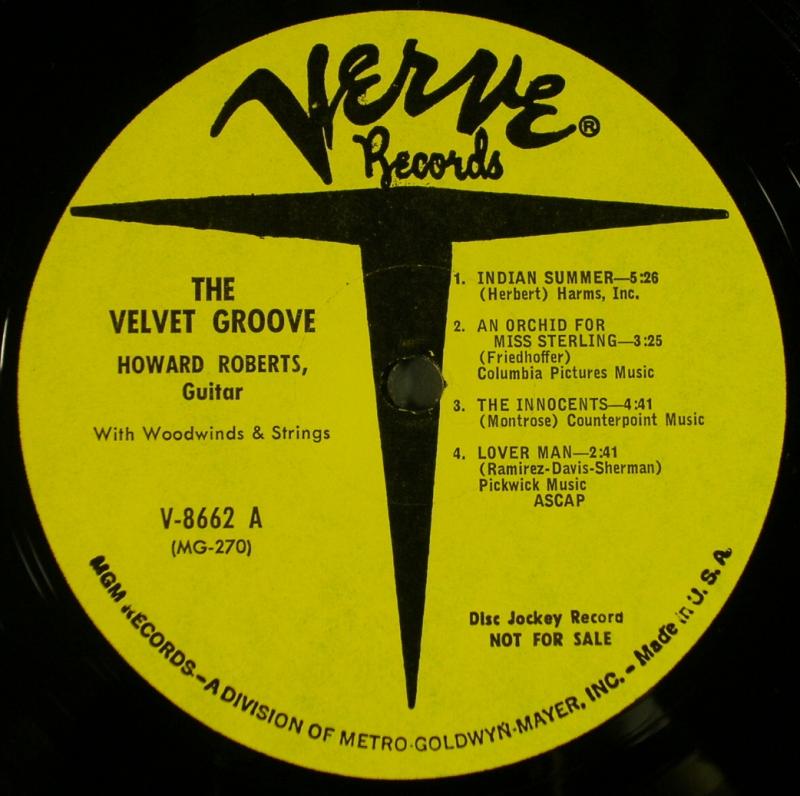 Verve®
Records
THE
VELVET GROOVE
HOWARD ROBERTS,
Guitar
With Woodwinds & Strings
V-8662 A
(MG-270)
1. INDIAN SUMMER—5:26
(Herbert) Harms, Inc.
2. AN ORCHID FOR
MISS STERLING—3:25
(Friedhoffer)
Columbia Pictures Music
3. THE INNOCENTS—4:41
(Montrose) Counterpoint Music
4. LOVER MAN—2:41
(Ramirez-Davis-Sherman)
Pickwick Music
ASCAP
Disc Jockey Record
NOT FOR SALE
MGM RECORDS—A DIVISION OF METRO-GOLDWYN-MAYER, INC. - Made in U.S.A.